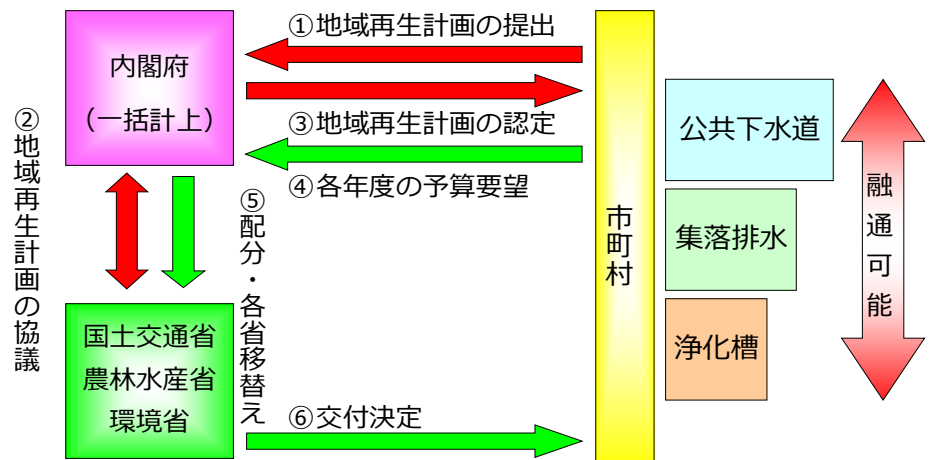 ①地域再生計画の提出
内閣府
（一括計上）
③地域再生計画の認定
④各年度の予算要望
②地域再生計画の協議
⑤配分・各省移替え
国土交通省
農林水産省
環境省
⑥交付決定
市町村
公共下水道
集落排水
浄化槽
融通可能